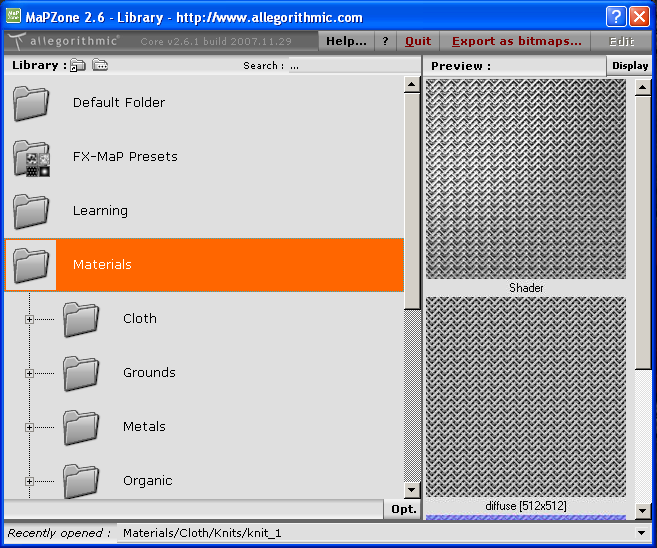 MaPZone 2.6 - Library - http://www.allegorithmic.com
allegorithmic Core v2.6.1 build 2007.11.29 Help... ? Quit Export as bitmaps... Edit
Library : Search : ... Preview : Display
Default Folder
FX-MaP Presets
Learning
Materials
Cloth
Grounds
Metals
Organic
Opt.
Shader
diffuse [512x512]
Recently opened : Materials/Cloth/Knits/knit_1